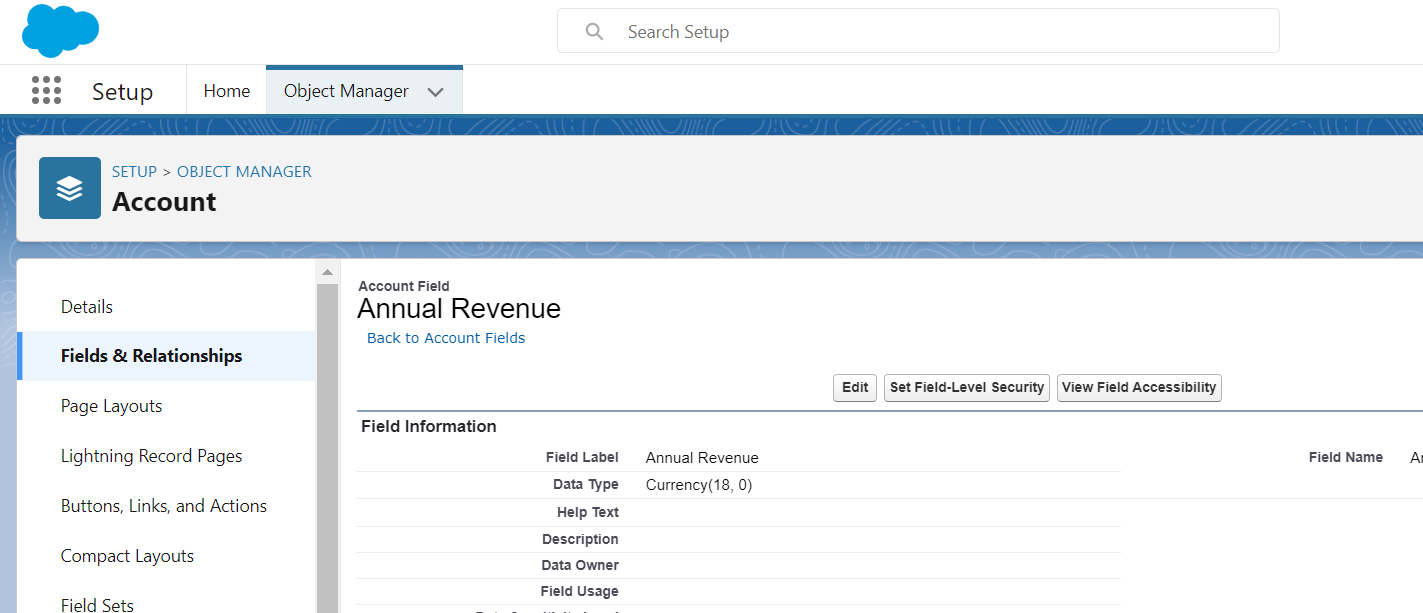 Search Setup
Setup
Home
Object Manager
SETUP > OBJECT MANAGER
Account
Details
Fields & Relationships
Page Layouts
Lightning Record Pages
Buttons, Links, and Actions
Compact Layouts
Field Sets
Account Field
Annual Revenue
Back to Account Fields
Edit
Set Field-Level Security
View Field Accessibility
Field Information
Field Label Annual Revenue
Field Name
Data Type Currency(18, 0)
Help Text
Description
Data Owner
Field Usage